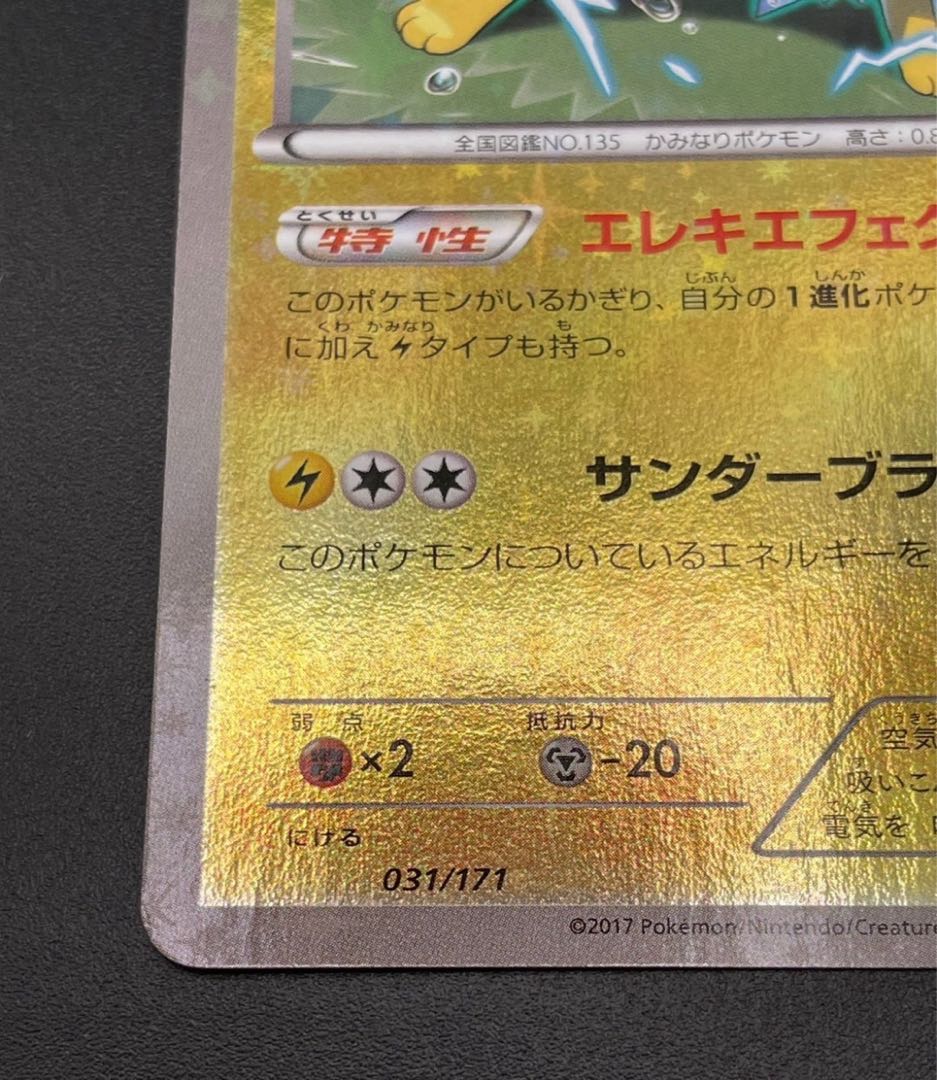 全国図鑑NO.135 かみなりポケモン 高さ:0.8
とくせい
特性 エレキエフェク
じぶん しんか
このポケモンがいるかぎり、自分の1進化ポケ
くわ かみなり も
に加えタイプも持つ。
サンダーブラ
このポケモンについているエネルギーを
弱点 抵抗力
×2 -20
にける
031/171
空気
吸いこ
でんき
電気を
©2017 Pokémon/Nintendo/Creature